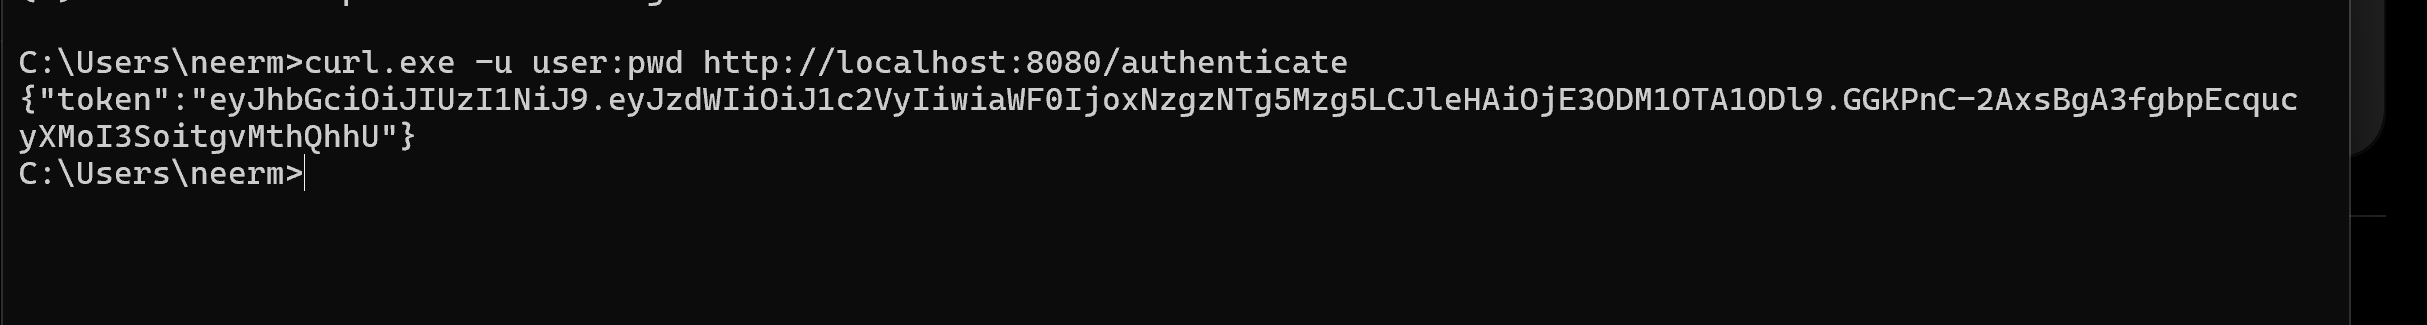 C:\Users\neerm>curl.exe -u user:pwd http://localhost:8080/authenticate
{"token":"eyJhbGciOiJIUzI1NiJ9.eyJzdWIiOiJ1c2VyIiwiaWF0IjoxNzgzNTg5Mzg5LCJleHAiOjE3ODM1OTA1ODl9.GGKPnC-2AxsBgA3fgbpEcquc
yXMoI3SoitgvMthQhhU"}
C:\Users\neerm>